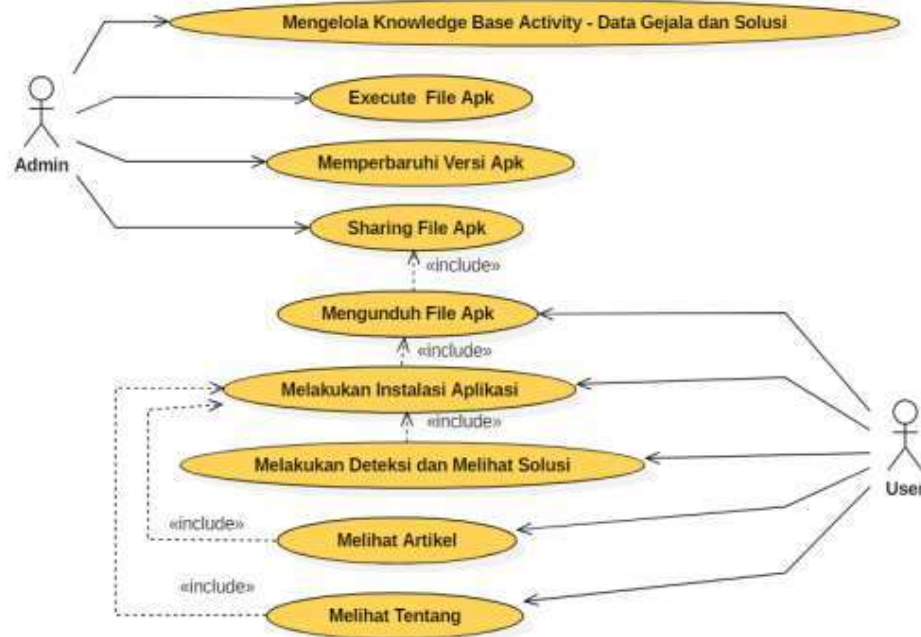 Mengelola Knowledge Base Activity - Data Gejala dan Solusi
Execute File Apk
Admin
Memperbaruhi Versi Apk
Sharing File Apk
«include»
Mengunduh File Apk
«include»
Melakukan Instalasi Aplikasi
«include»
Melakukan Deteksi dan Melihat Solusi
User
«include»
Melihat Artikel
«include»
Melihat Tentang